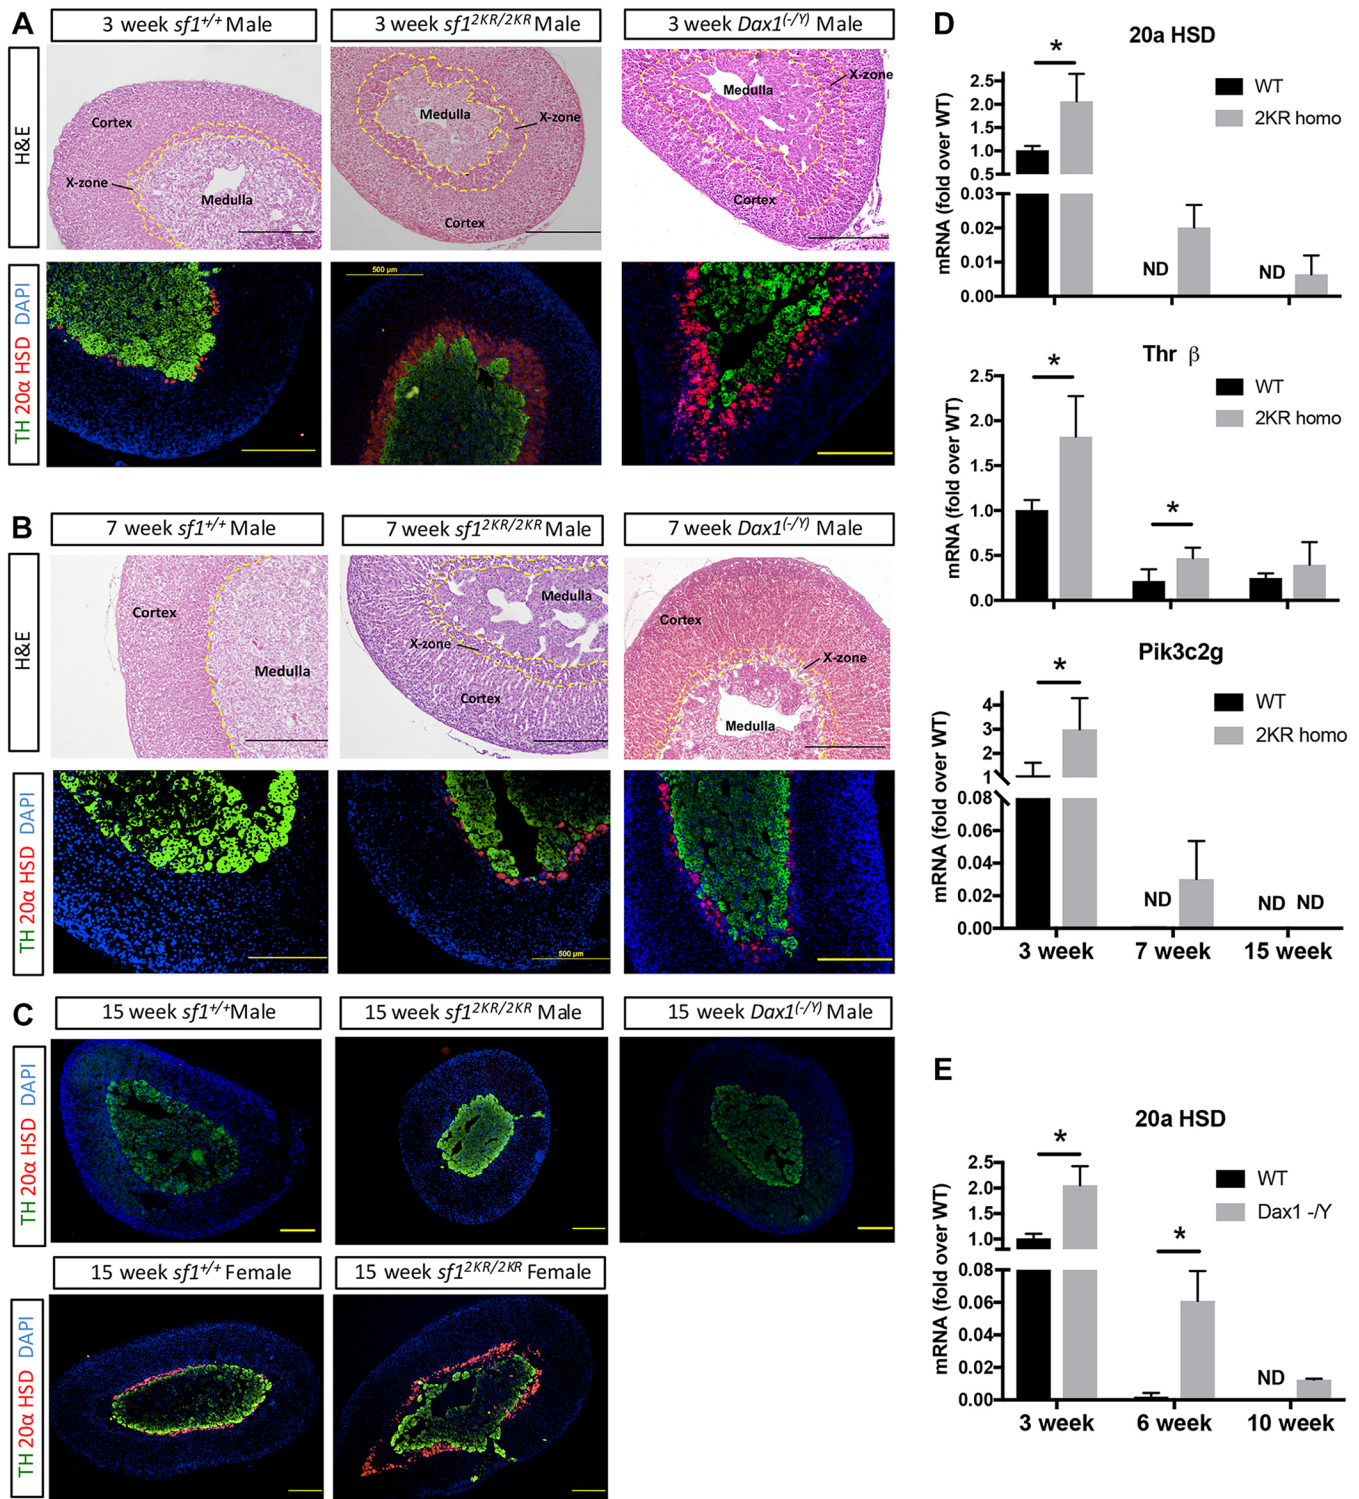 A
3 week sf1+/+ Male
3 week sf12KR/2KR Male
3 week Dax1(-/Y) Male
H&E
Cortex
X-zone
Medulla
Medulla
X-zone
Cortex
Medulla
X-zone
Cortex
TH 20α HSD DAPI
500 μm
B
7 week sf1+/+ Male
7 week sf12KR/2KR Male
7 week Dax1(-/Y) Male
H&E
Cortex
Medulla
Medulla
X-zone
Cortex
Cortex
X-zone
Medulla
TH 20α HSD DAPI
500 μm
C
15 week sf1+/+Male
15 week sf12KR/2KR Male
15 week Dax1(-/Y) Male
TH 20α HSD DAPI
15 week sf1+/+ Female
15 week sf12KR/2KR Female
TH 20α HSD DAPI
D
20a HSD
mRNA (fold over WT)
2.5
2.0
1.5
1.0
0.5
0.03
0.02
0.01
0.00
*
ND
ND
WT
2KR homo
Thr β
mRNA (fold over WT)
2.5
2.0
1.5
1.0
0.5
0.0
*
*
WT
2KR homo
Pik3c2g
mRNA (fold over WT)
4
3
2
1
0.08
0.06
0.04
0.02
0.00
*
ND
ND ND
WT
2KR homo
3 week 7 week 15 week
E
20a HSD
mRNA (fold over WT)
2.5
2.0
1.5
1.0
0.08
0.06
0.04
0.02
0.00
*
*
ND
WT
Dax1 -/Y
3 week 6 week 10 week